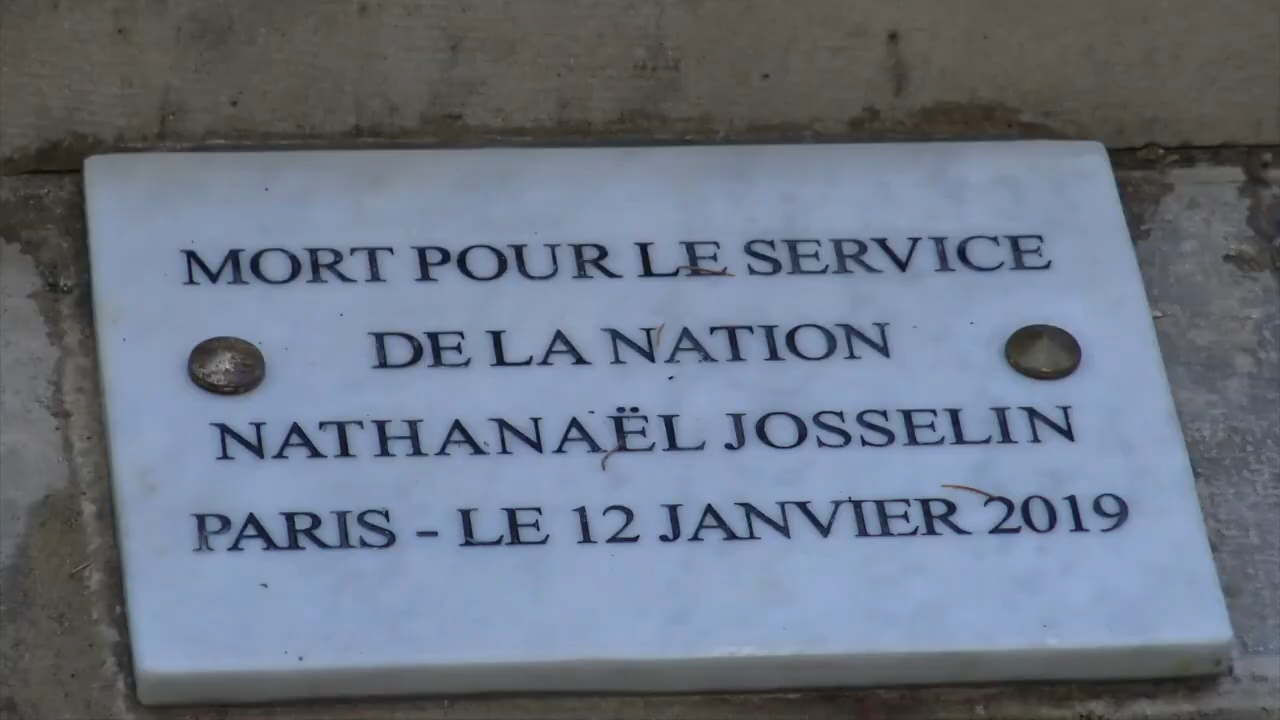 MORT POUR LE SERVICE
DE LA NATION
NATHANAËL JOSSELIN
PARIS - LE 12 JANVIER 2019